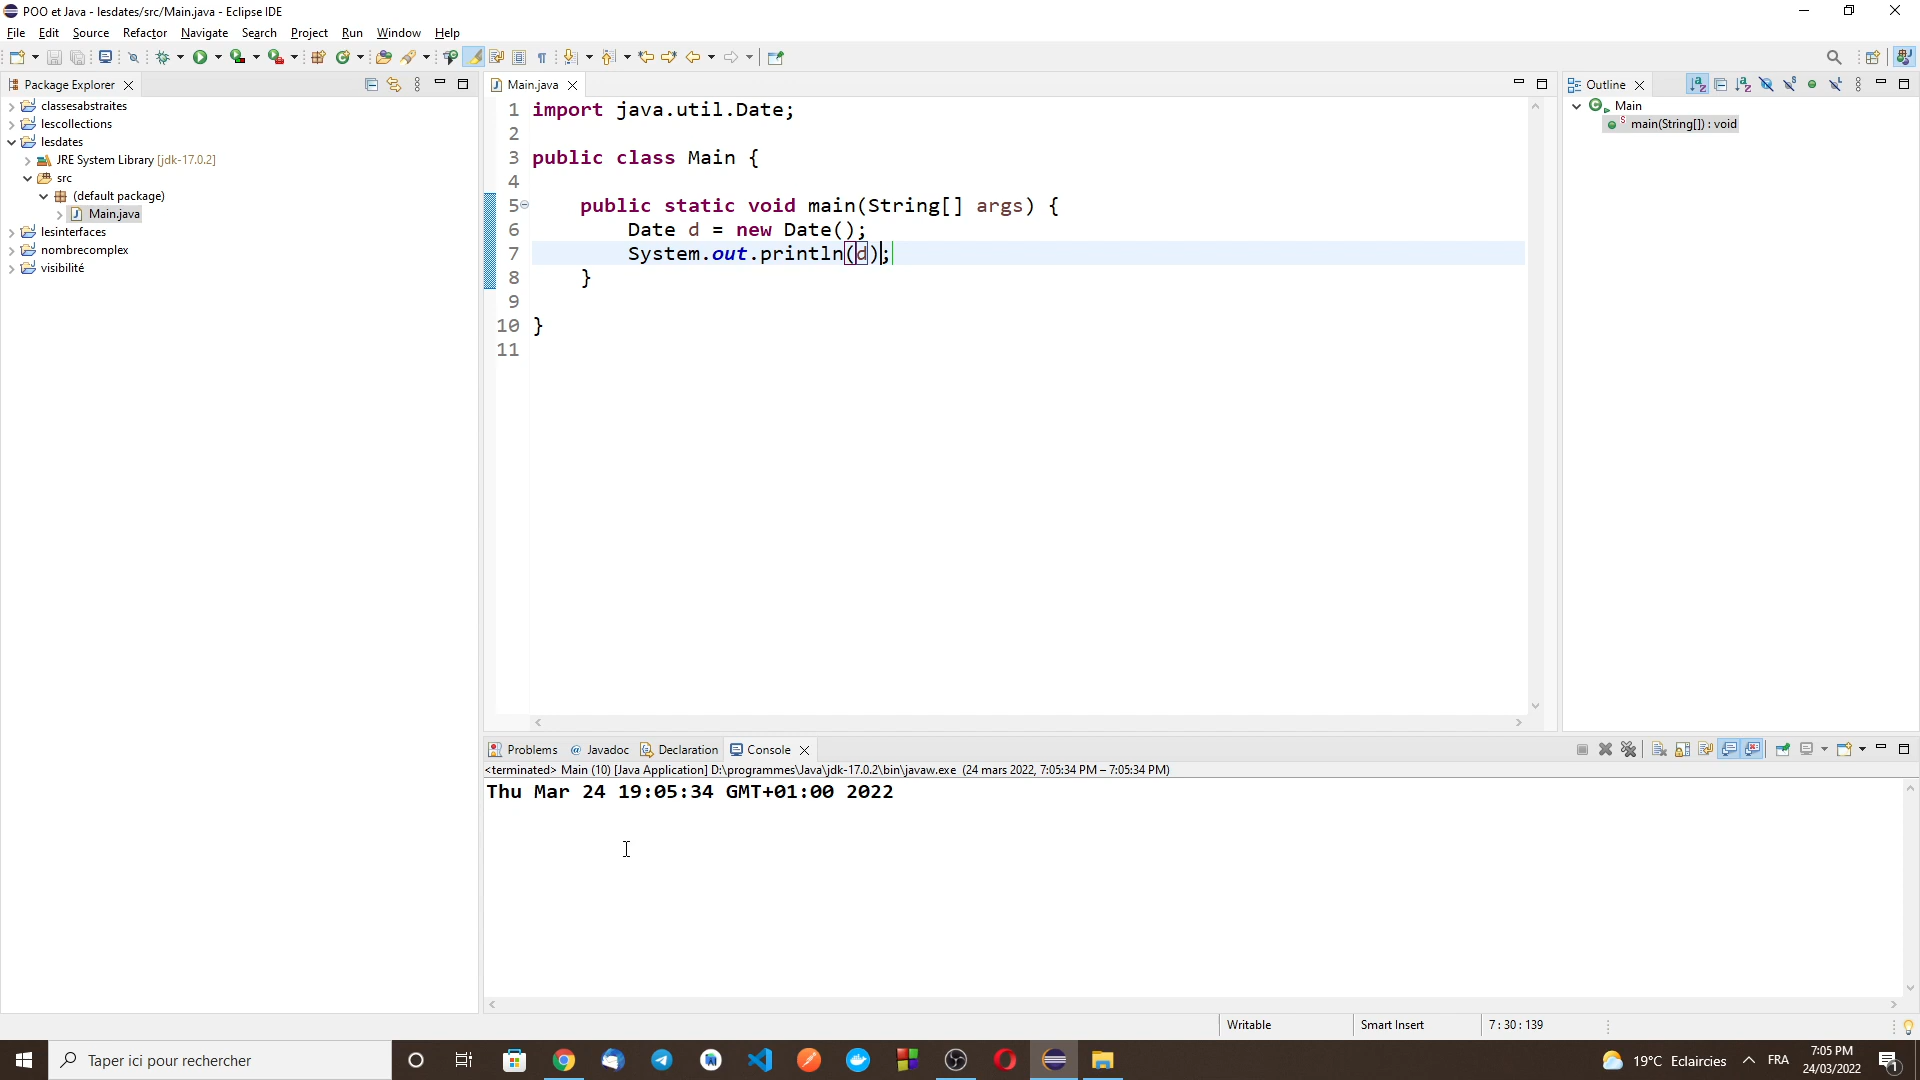 POO et Java - lesdates/src/Main.java - Eclipse IDE
File Edit Source Refactor Navigate Search Project Run Window Help
Package Explorer
classesabstraites
lescollections
lesdates
JRE System Library [jdk-17.0.2]
src
(default package)
Main.java
lesinterfaces
nombrecomplex
visibilité
Main.java
1 import java.util.Date;
2
3 public class Main {
4
5 public static void main(String[] args) {
6 Date d = new Date();
7 System.out.println(d);
8 }
9
10 }
11
Outline
Main
main(String[]) : void
Problems @ Javadoc Declaration Console
<terminated> Main (10) [Java Application] D:\programmes\Java\jdk-17.0.2\bin\javaw.exe (24 mars 2022, 7:05:34 PM – 7:05:34 PM)
Thu Mar 24 19:05:34 GMT+01:00 2022
Writable Smart Insert 7 : 30 : 139
Taper ici pour rechercher
19°C Eclaircies FRA 7:05 PM
24/03/2022
1